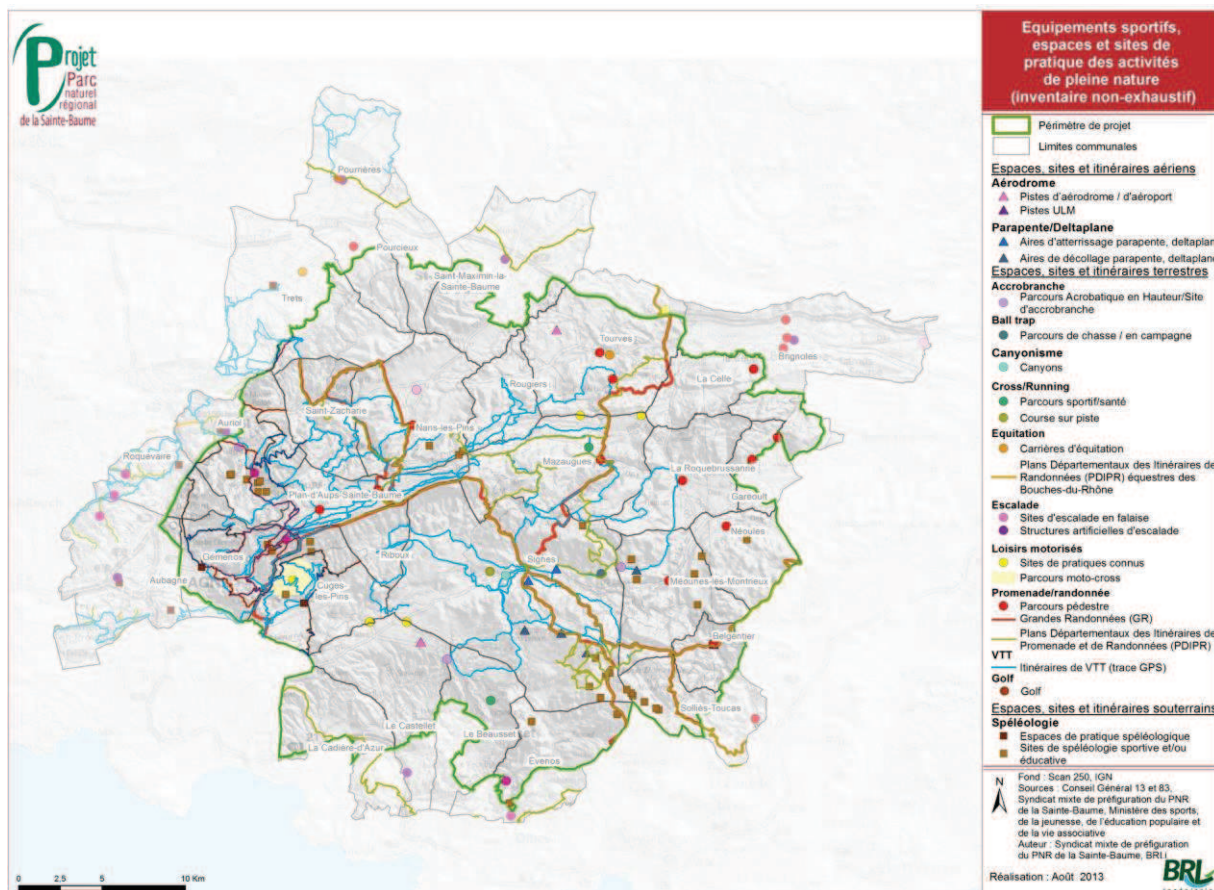 Projet
Parc
naturel
régional
de la Sainte-Baume
Equipements sportifs,
espaces et sites de
pratique des activités
de pleine nature
(inventaire non-exhaustif)
Périmètre de projet
Limites communales
Espaces, sites et itinéraires aériens
Aérodrome
Pistes d'aérodrome / d'aéroport
Pistes ULM
Parapente/Deltaplane
Aires d'atterrissage parapente, deltaplan
Aires de décollage parapente, deltaplane
Espaces, sites et itinéraires terrestres
Accrobranche
Parcours Acrobatique en Hauteur/Site
d'accrobranche
Ball trap
Parcours de chasse / en campagne
Canyonisme
Canyons
Cross/Running
Parcours sportif/santé
Course sur piste
Equitation
Carrières d'équitation
Plans Départementaux des Itinéraires de
Randonnées (PDIPR) équestres des
Bouches-du-Rhône
Escalade
Sites d'escalade en falaise
Structures artificielles d'escalade
Loisirs motorisés
Sites de pratiques connus
Parcours moto-cross
Promenade/randonnée
Parcours pédestre
Grandes Randonnées (GR)
Plans Départementaux des Itinéraires de
Promenade et de Randonnées (PDIPR)
VTT
Itinéraires de VTT (trace GPS)
Golf
Golf
Espaces, sites et itinéraires souterrains
Spéléologie
Espaces de pratique spéléologique
Sites de spéléologie sportive et/ou
éducative
N
Fond : Scan 250, IGN
Sources : Conseil Général 13 et 83,
Syndicat mixte de préfiguration du PNR
de la Sainte-Baume, Ministère des sports,
de la jeunesse, de l'éducation populaire et
de la vie associative
Auteur : Syndicat mixte de préfiguration
du PNR de la Sainte-Baume, BRLi
Réalisation : Août 2013
BRL
Pourrières
Pourcieux
Saint-Maximin-la
Sainte-Baume
Trets
Tourves
Brignoles
La Celle
Rougiers
Saint-Zacharie
Auriol
Nans-les-Pins
Roquevaire
Mazaugues
La Roquebrussanne
Plan-d'Aups-Sainte-Baume
Garéoult
Néoules
Gémenos
Riboux
Signes
Aubagne
Cuges
-les-Pins
Méounes-lès-Montrieux
Belgentier
Solliès-Toucas
Le Castellet
Le Beausset
La Cadière-d'Azur
Evenos
0 2,5 5 10 Km